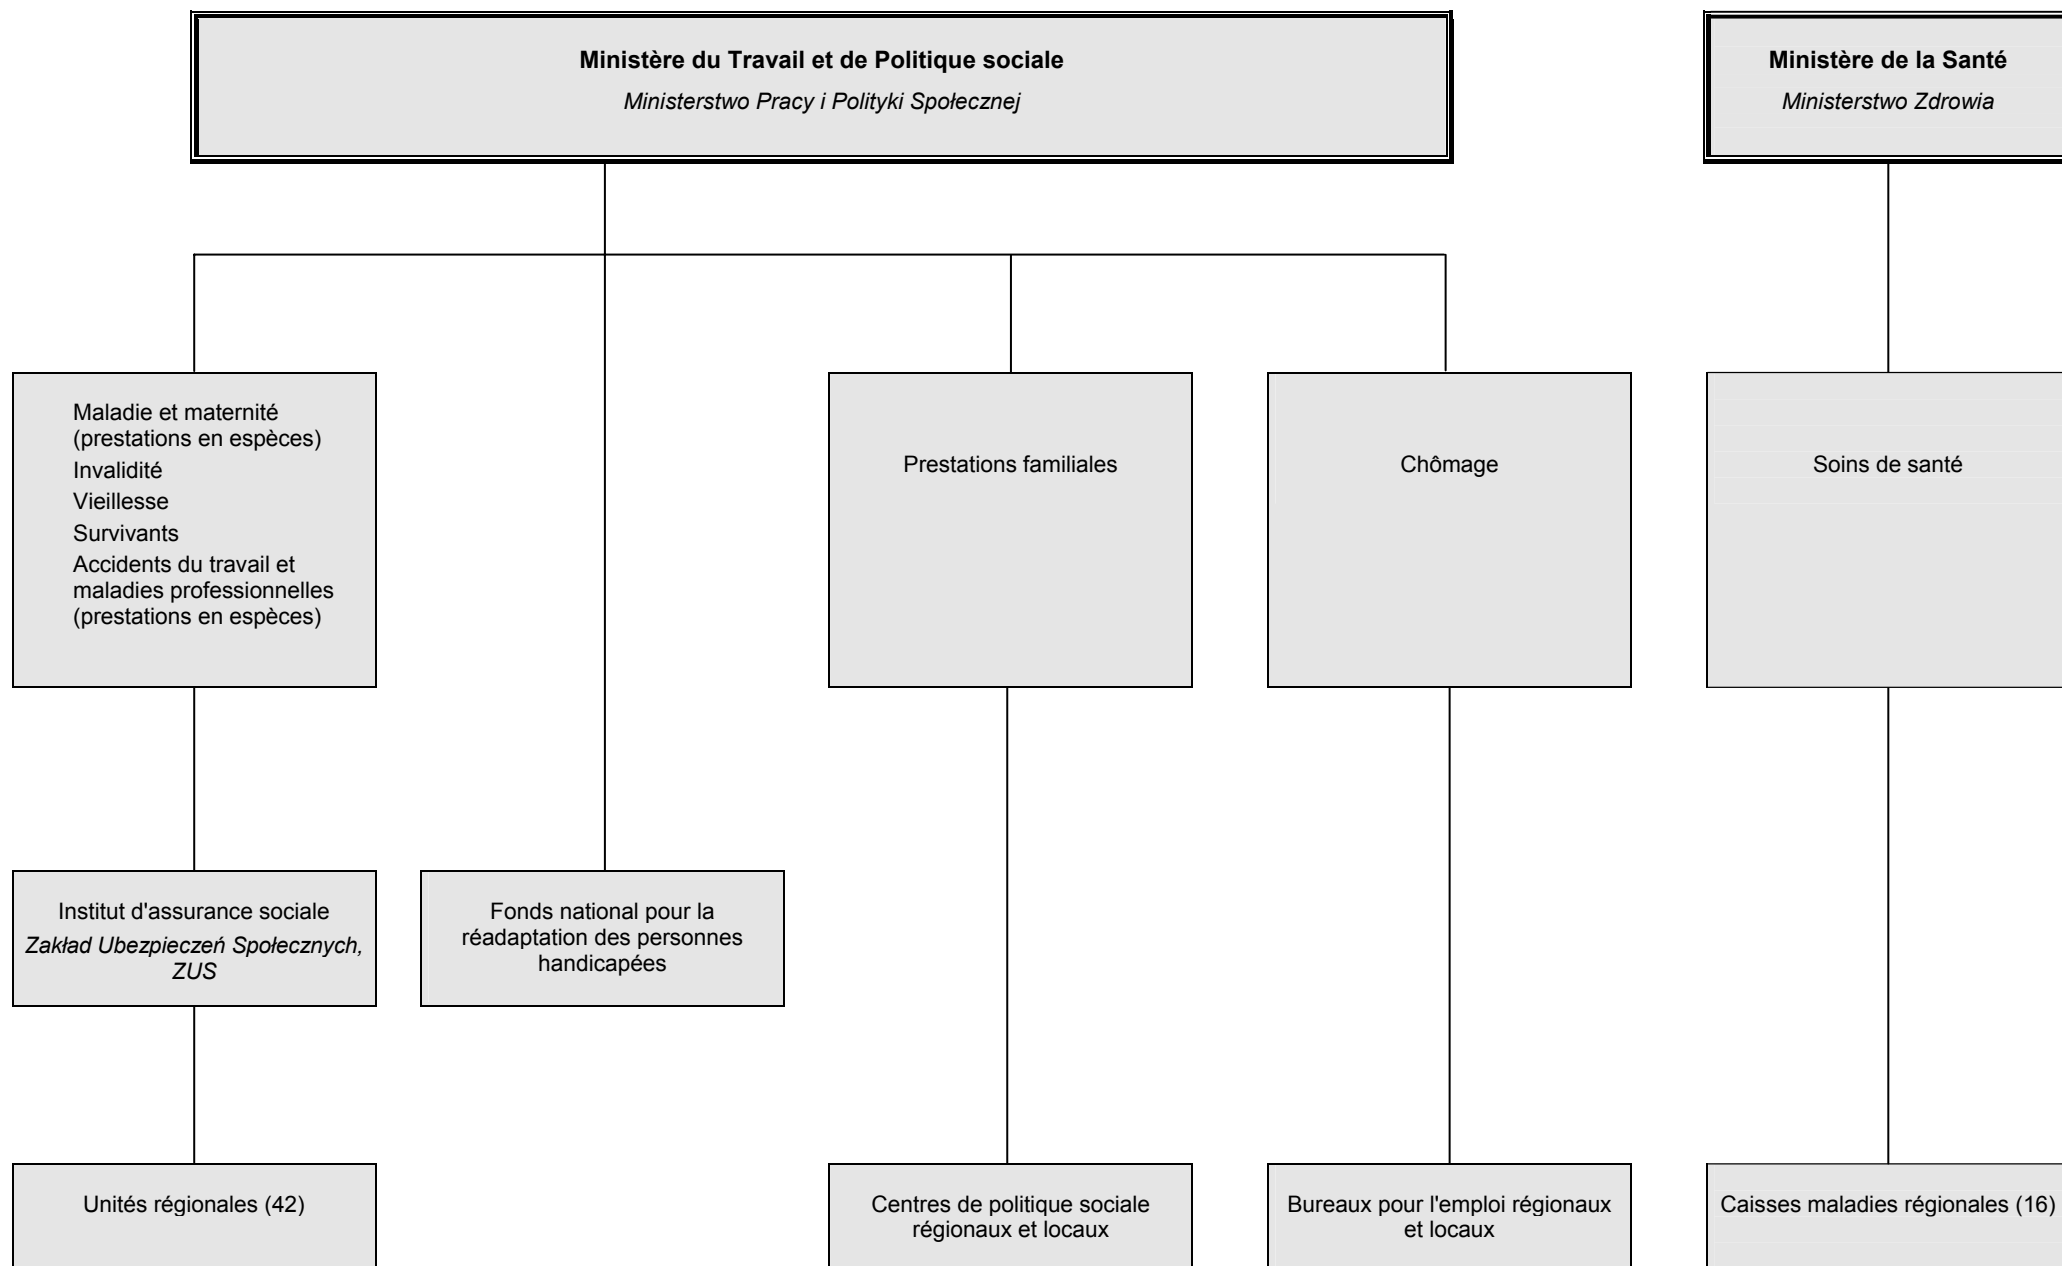 Ministère du Travail et de Politique sociale
Ministerstwo Pracy i Polityki Społecznej
Ministère de la Santé
Ministerstwo Zdrowia
Maladie et maternité
(prestations en espèces)
Invalidité
Vieillesse
Survivants
Accidents du travail et
maladies professionnelles
(prestations en espèces)
Prestations familiales
Chômage
Soins de santé
Institut d'assurance sociale
Zakład Ubezpieczeń Społecznych,
ZUS
Fonds national pour la
réadaptation des personnes
handicapées
Unités régionales (42)
Centres de politique sociale
régionaux et locaux
Bureaux pour l'emploi régionaux
et locaux
Caisses maladies régionales (16)